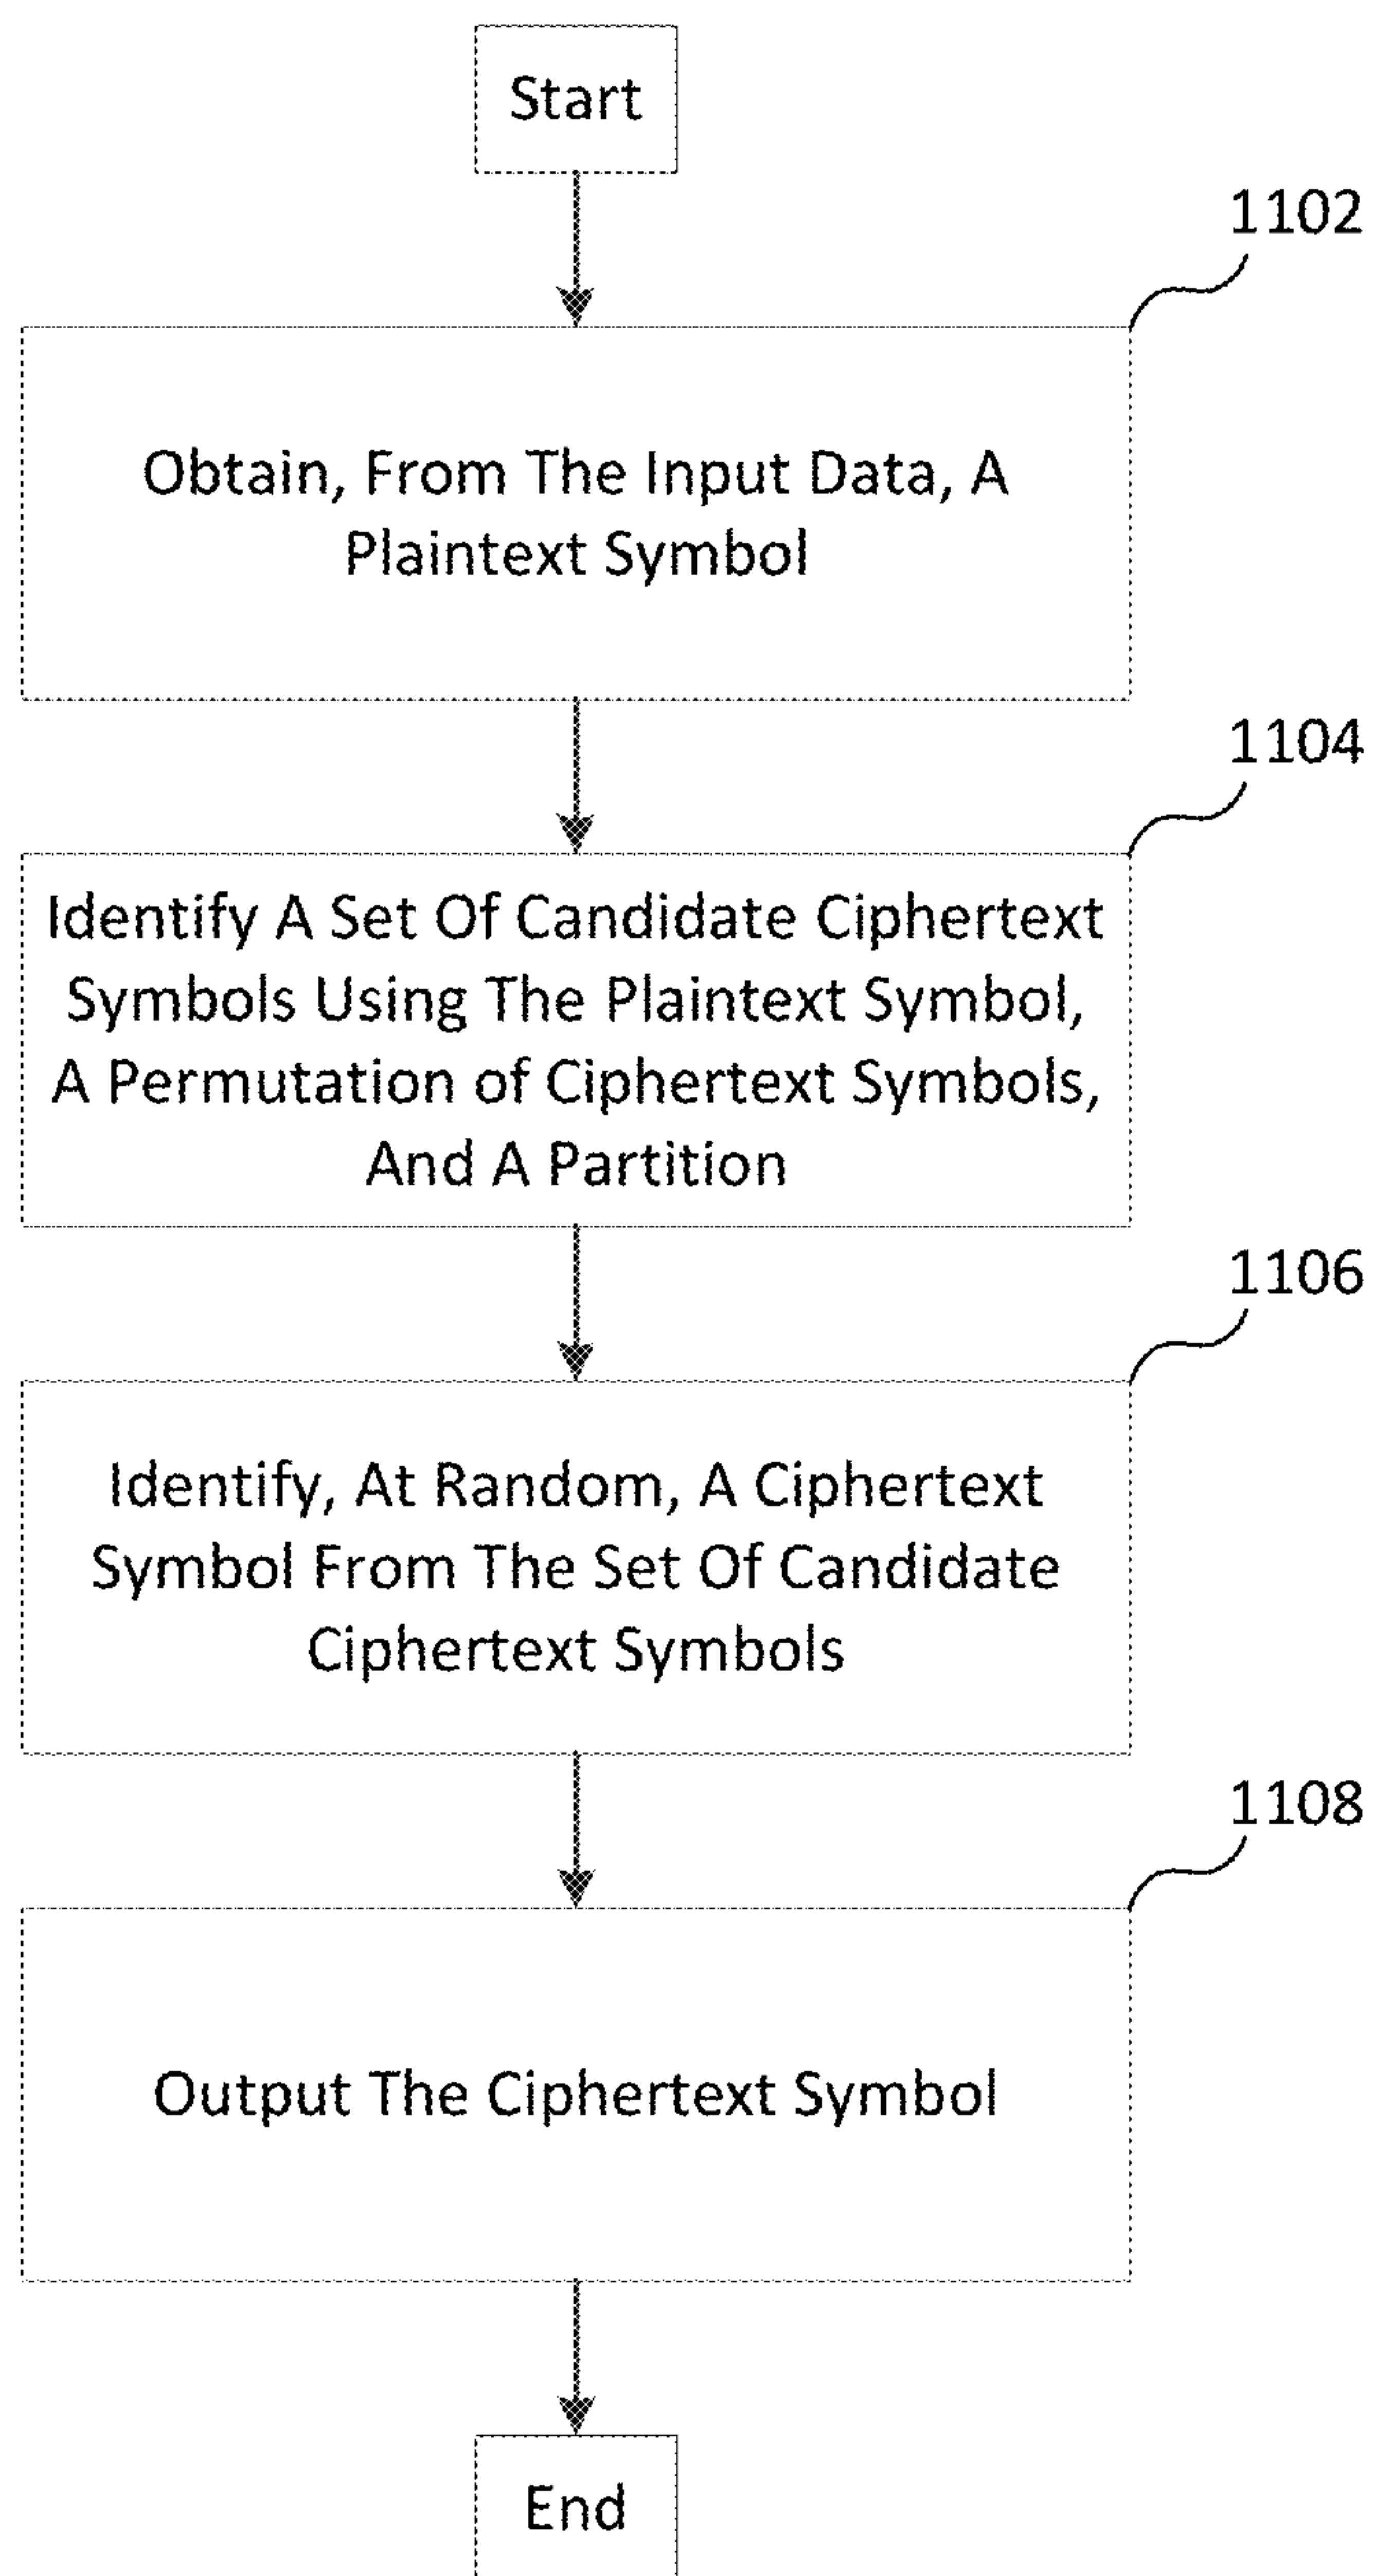 Start
1102
Obtain, From The Input Data, A
Plaintext Symbol
1104
Identify A Set Of Candidate Ciphertext
Symbols Using The Plaintext Symbol,
A Permutation of Ciphertext Symbols,
And A Partition
1106
Identify, At Random, A Ciphertext
Symbol From The Set Of Candidate
Ciphertext Symbols
1108
Output The Ciphertext Symbol
End